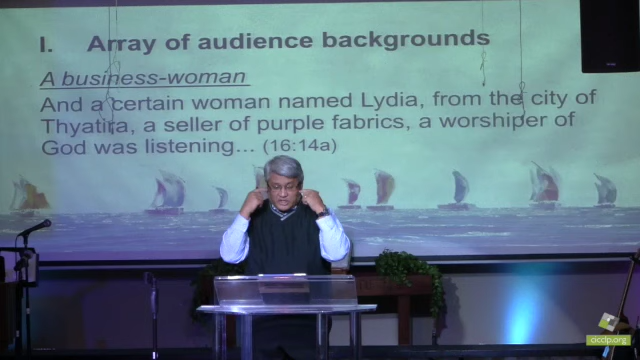 I. Array of audience backgrounds
A business-woman
And a certain woman named Lydia, from the city of
Thyatira, a seller of purple fabrics, a worshiper of
God was listening… (16:14a)
cicclp.org